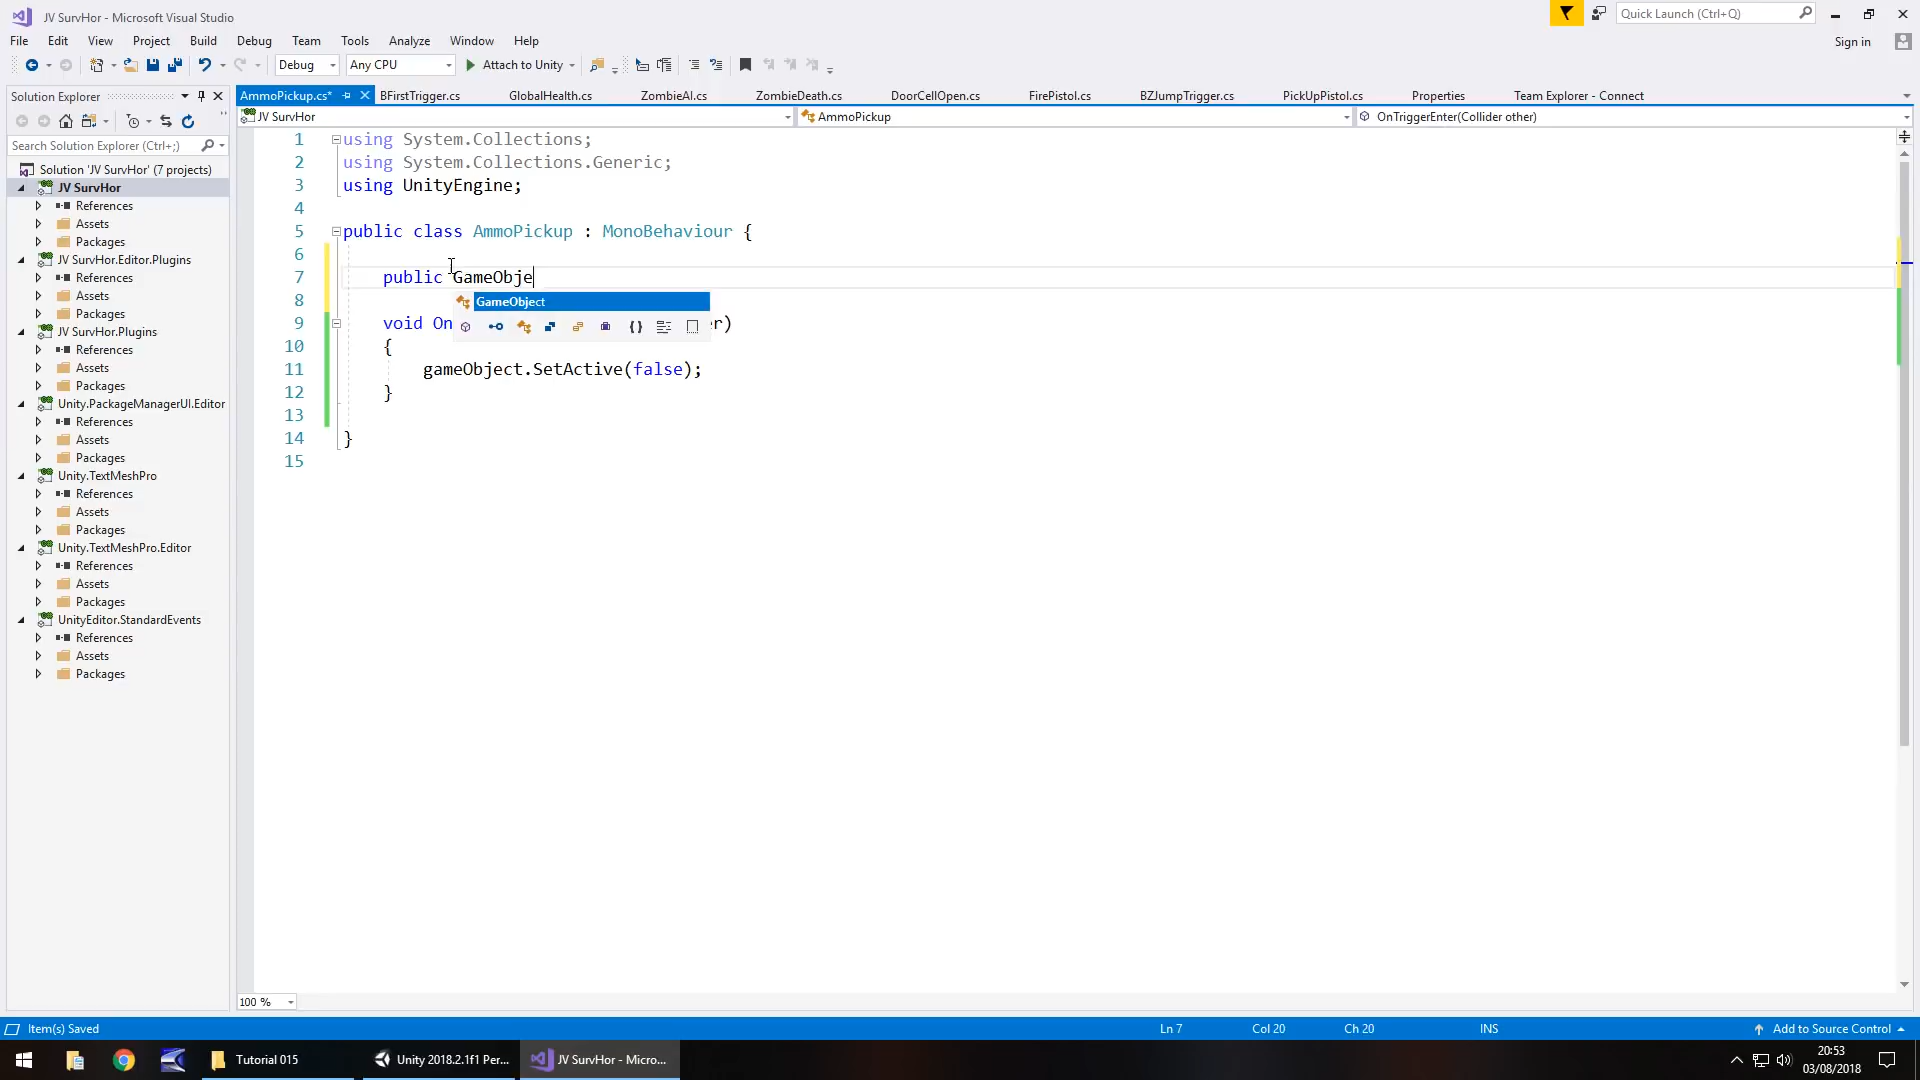 JV SurvHor - Microsoft Visual Studio
Quick Launch (Ctrl+Q)
File Edit View Project Build Debug Team Tools Analyze Window Help
Sign in
Debug Any CPU Attach to Unity
Solution Explorer
AmmoPickup.cs* BFirstTrigger.cs GlobalHealth.cs ZombieAI.cs ZombieDeath.cs DoorCellOpen.cs FirePistol.cs BZJumpTrigger.cs PickUpPistol.cs Properties Team Explorer - Connect
JV SurvHor AmmoPickup OnTriggerEnter(Collider other)
Search Solution Explorer (Ctrl+;)
Solution 'JV SurvHor' (7 projects)
JV SurvHor
References
Assets
Packages
JV SurvHor.Editor.Plugins
References
Assets
Packages
JV SurvHor.Plugins
References
Assets
Packages
Unity.PackageManagerUI.Editor
References
Assets
Packages
Unity.TextMeshPro
References
Assets
Packages
Unity.TextMeshPro.Editor
References
Assets
Packages
UnityEditor.StandardEvents
References
Assets
Packages
1 using System.Collections;
2 using System.Collections.Generic;
3 using UnityEngine;
4
5 public class AmmoPickup : MonoBehaviour {
6
7 public GameObje
GameObject
8
9 void On r)
10 {
11 gameObject.SetActive(false);
12 }
13
14 }
15
100 %
Item(s) Saved Ln 7 Col 20 Ch 20 INS Add to Source Control
Tutorial 015 Unity 2018.2.1f1 Per... JV SurvHor - Micro...
20:53
03/08/2018